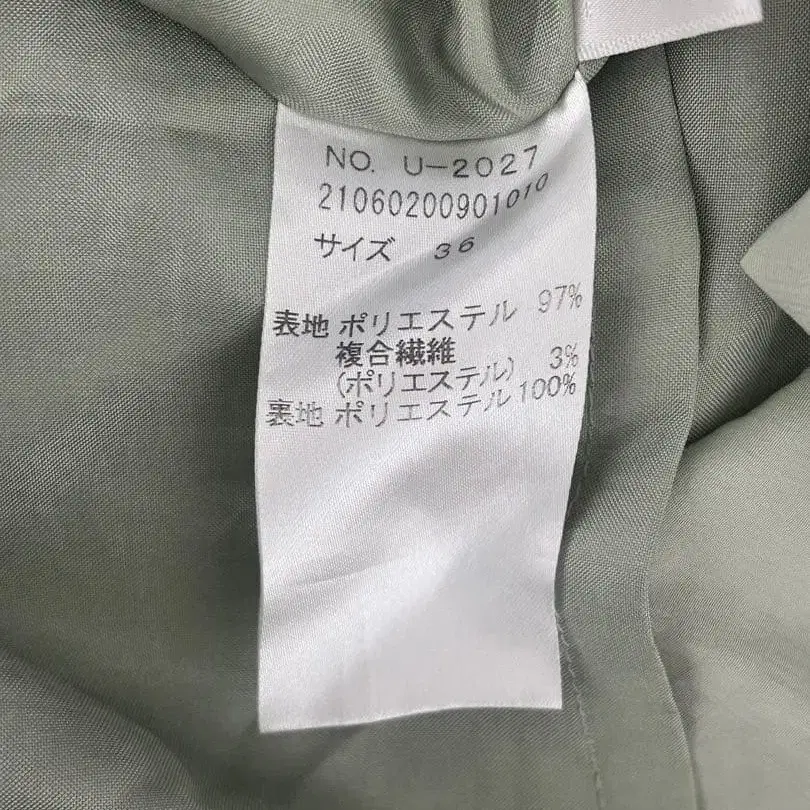 NO. U-2027
21060200901010
サイズ 36
表地 ポリエステル 97%
複合繊維
(ポリエステル) 3%
裏地 ポリエステル 100%